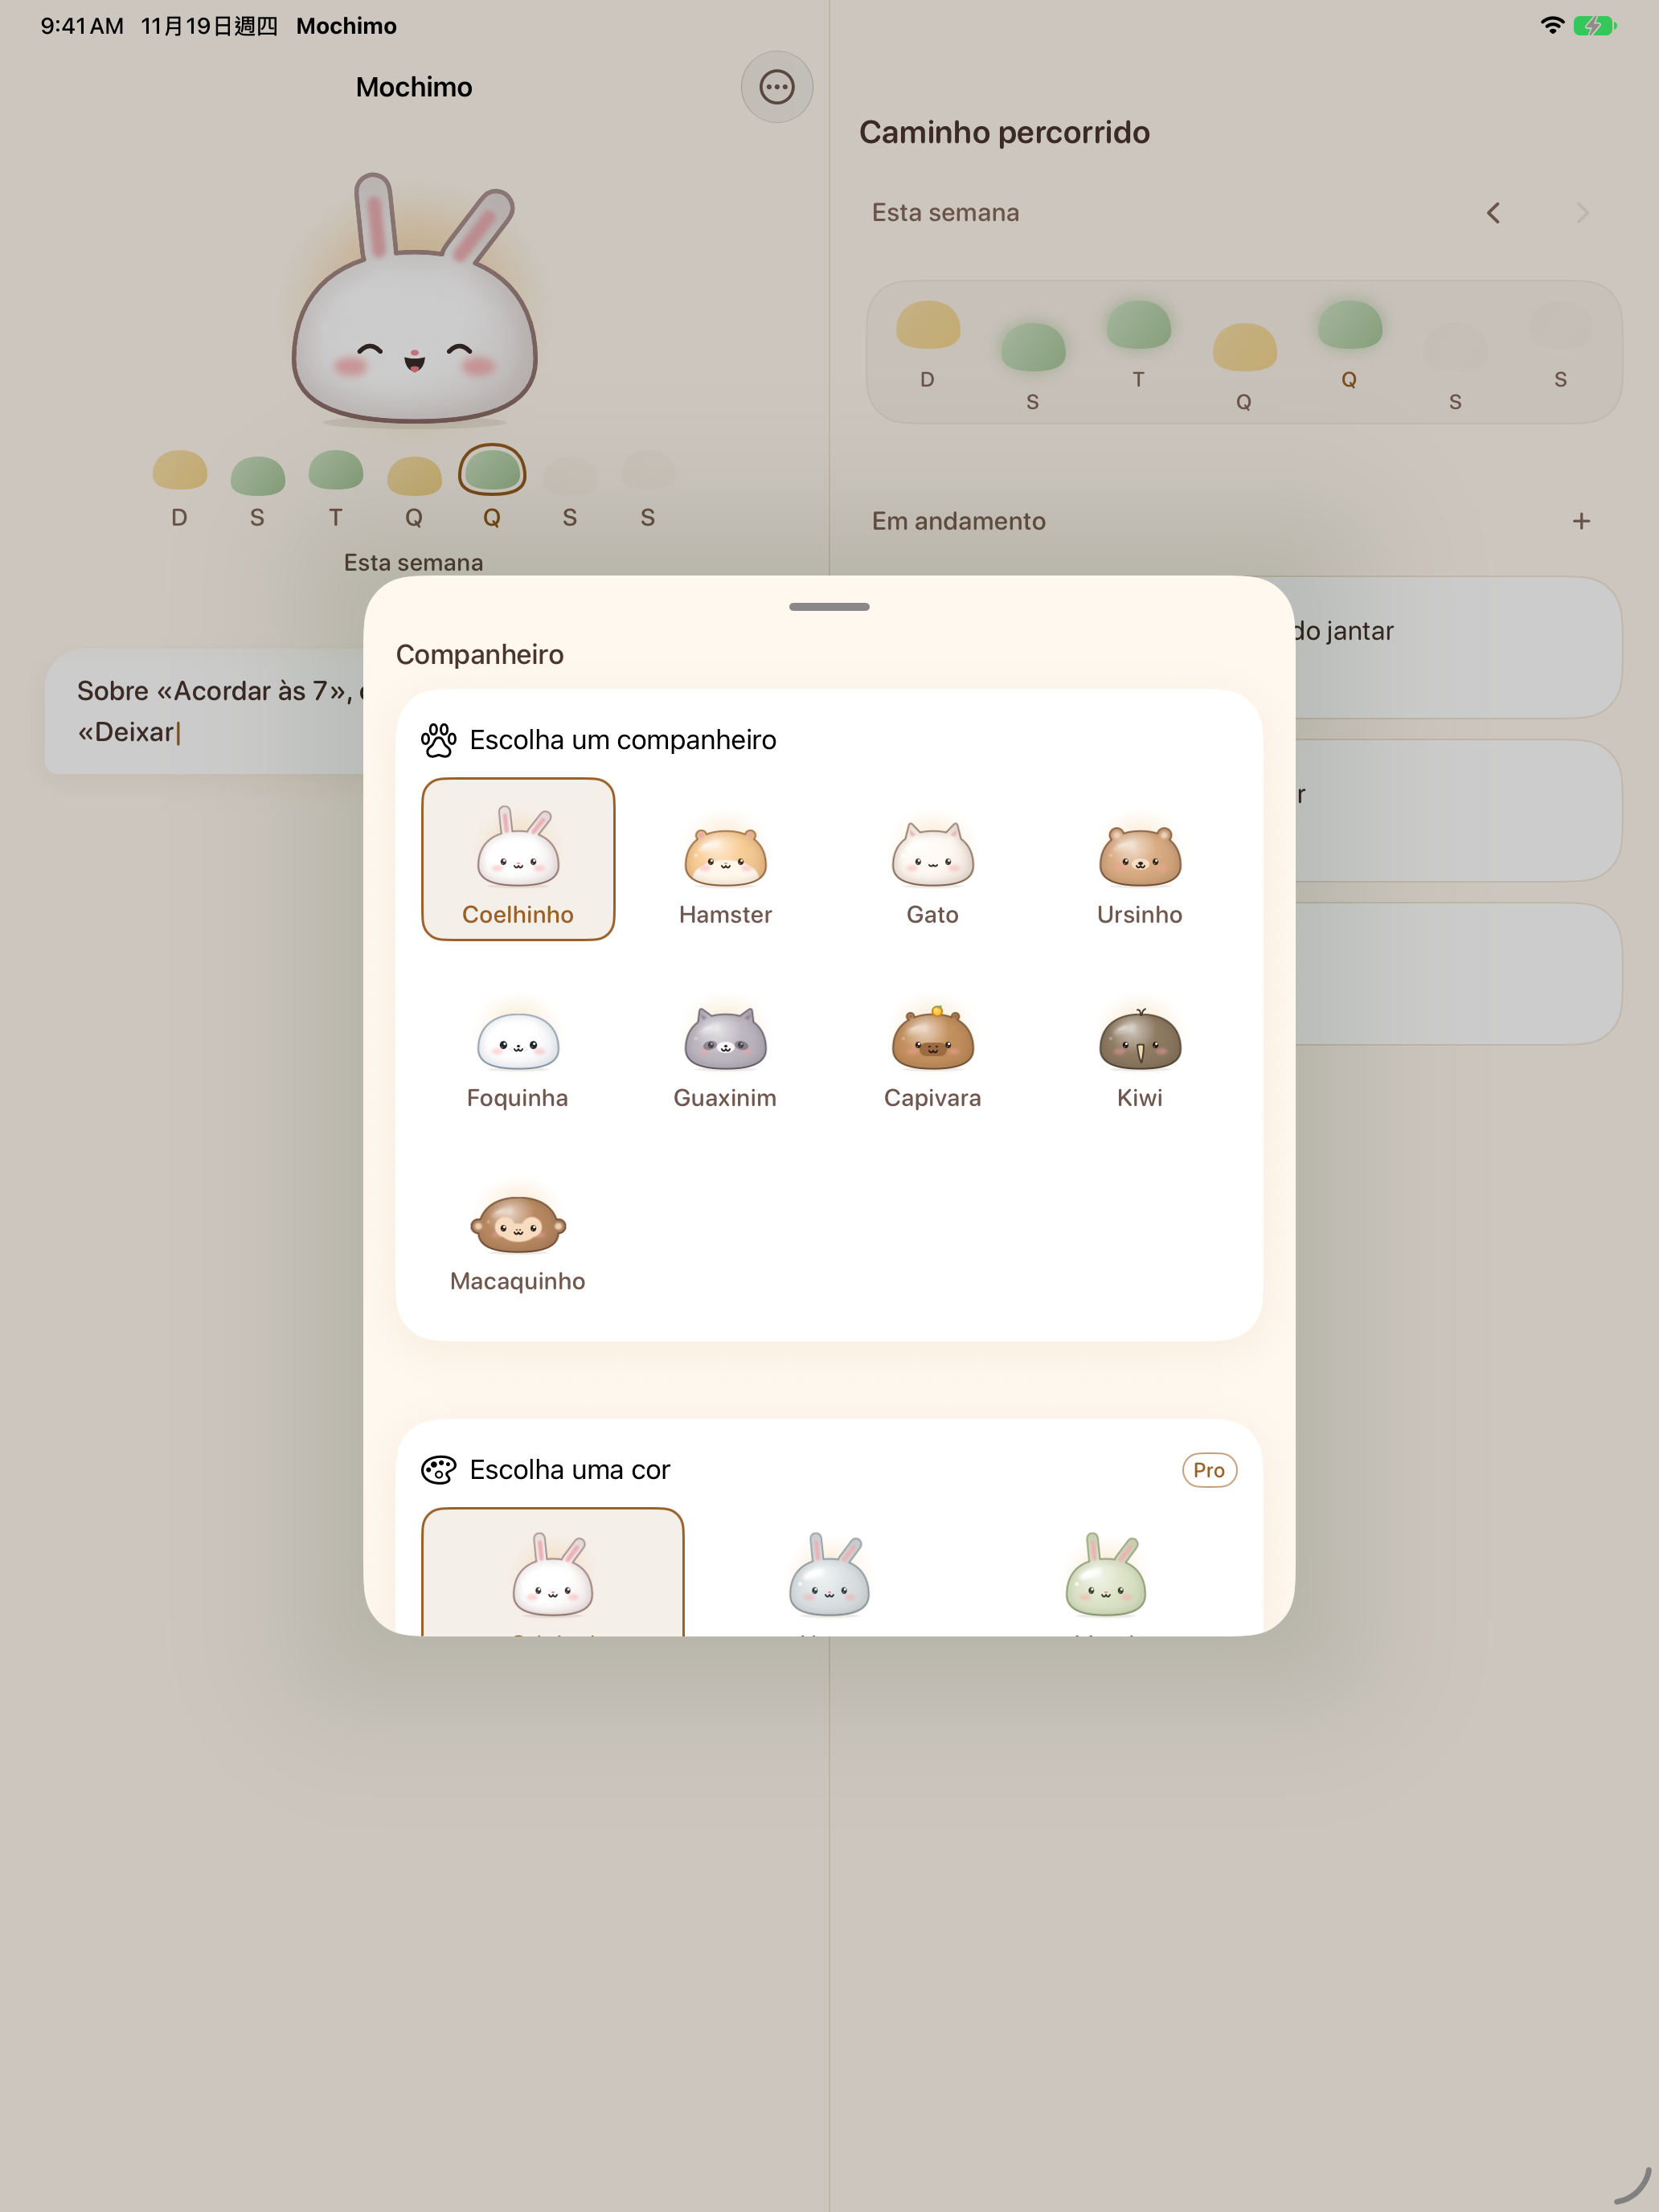 9:41 AM 11月19日週四 Mochimo
Mochimo
D S T Q Q S S
Esta semana
Sobre «Acordar às 7»,
«Deixar
Caminho percorrido
Esta semana
D S T Q Q S S
Em andamento
do jantar
r
Companheiro
Escolha um companheiro
Coelhinho Hamster Gato Ursinho
Foquinha Guaxinim Capivara Kiwi
Macaquinho
Escolha uma cor Pro